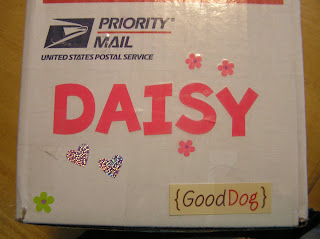 PRIORITY
MAIL
UNITED STATES POSTAL SERVICE
DAISY
{GoodDog}